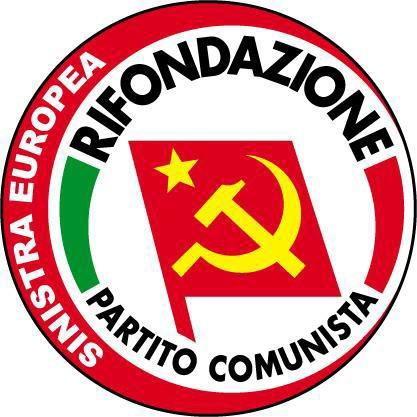 SINISTRA EUROPEA
RIFONDAZIONE
PARTITO COMUNISTA